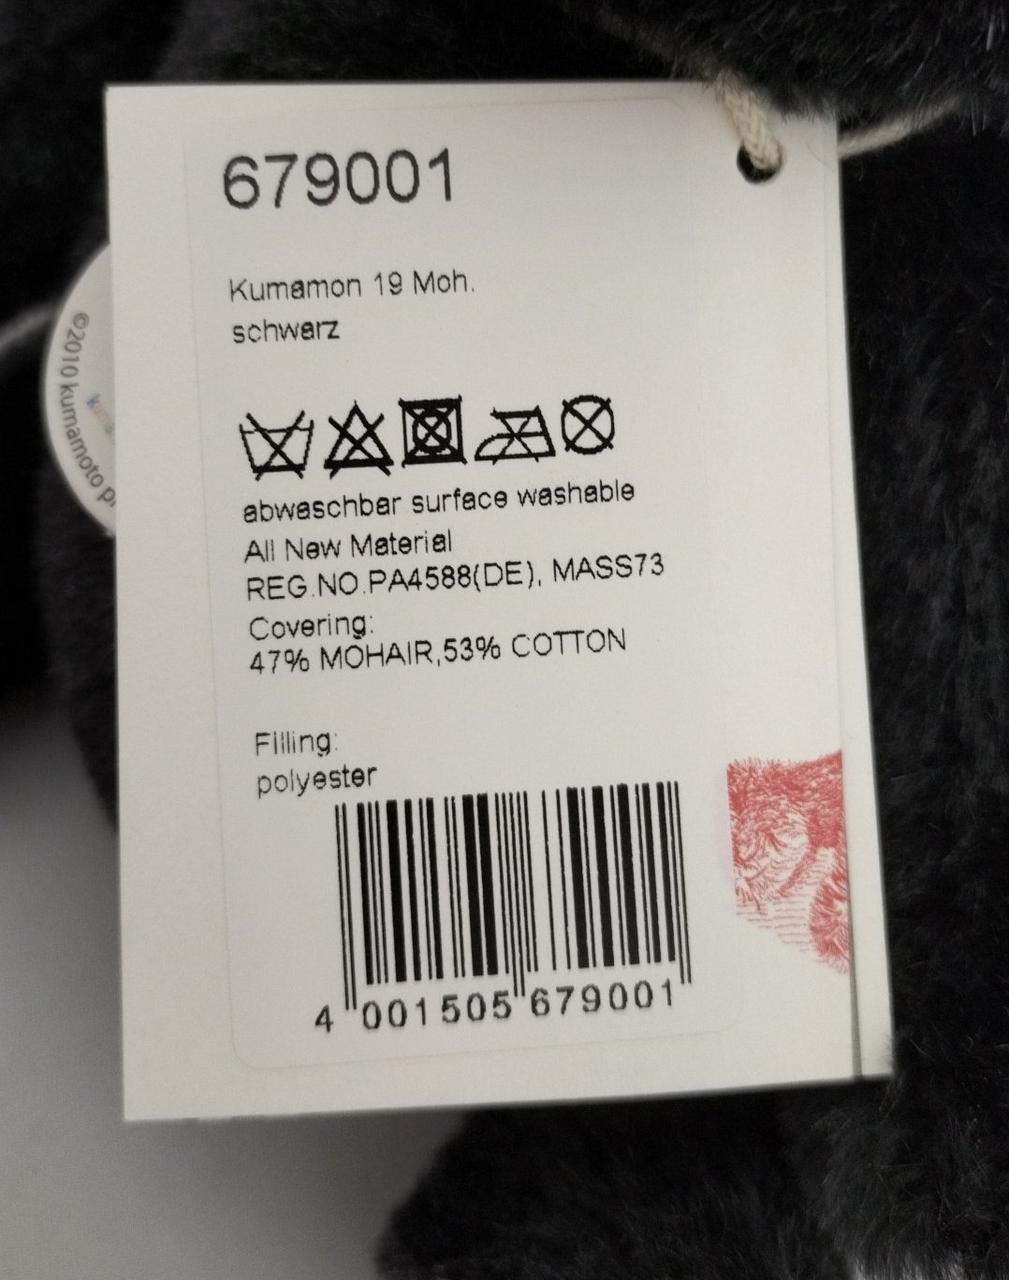 679001
Kumamon 19 Moh.
schwarz
abwaschbar surface washable
All New Material
REG.NO.PA4588(DE), MASS73
Covering:
47% MOHAIR,53% COTTON
Filling:
polyester
4 001505 679001
©2010 kumamoto